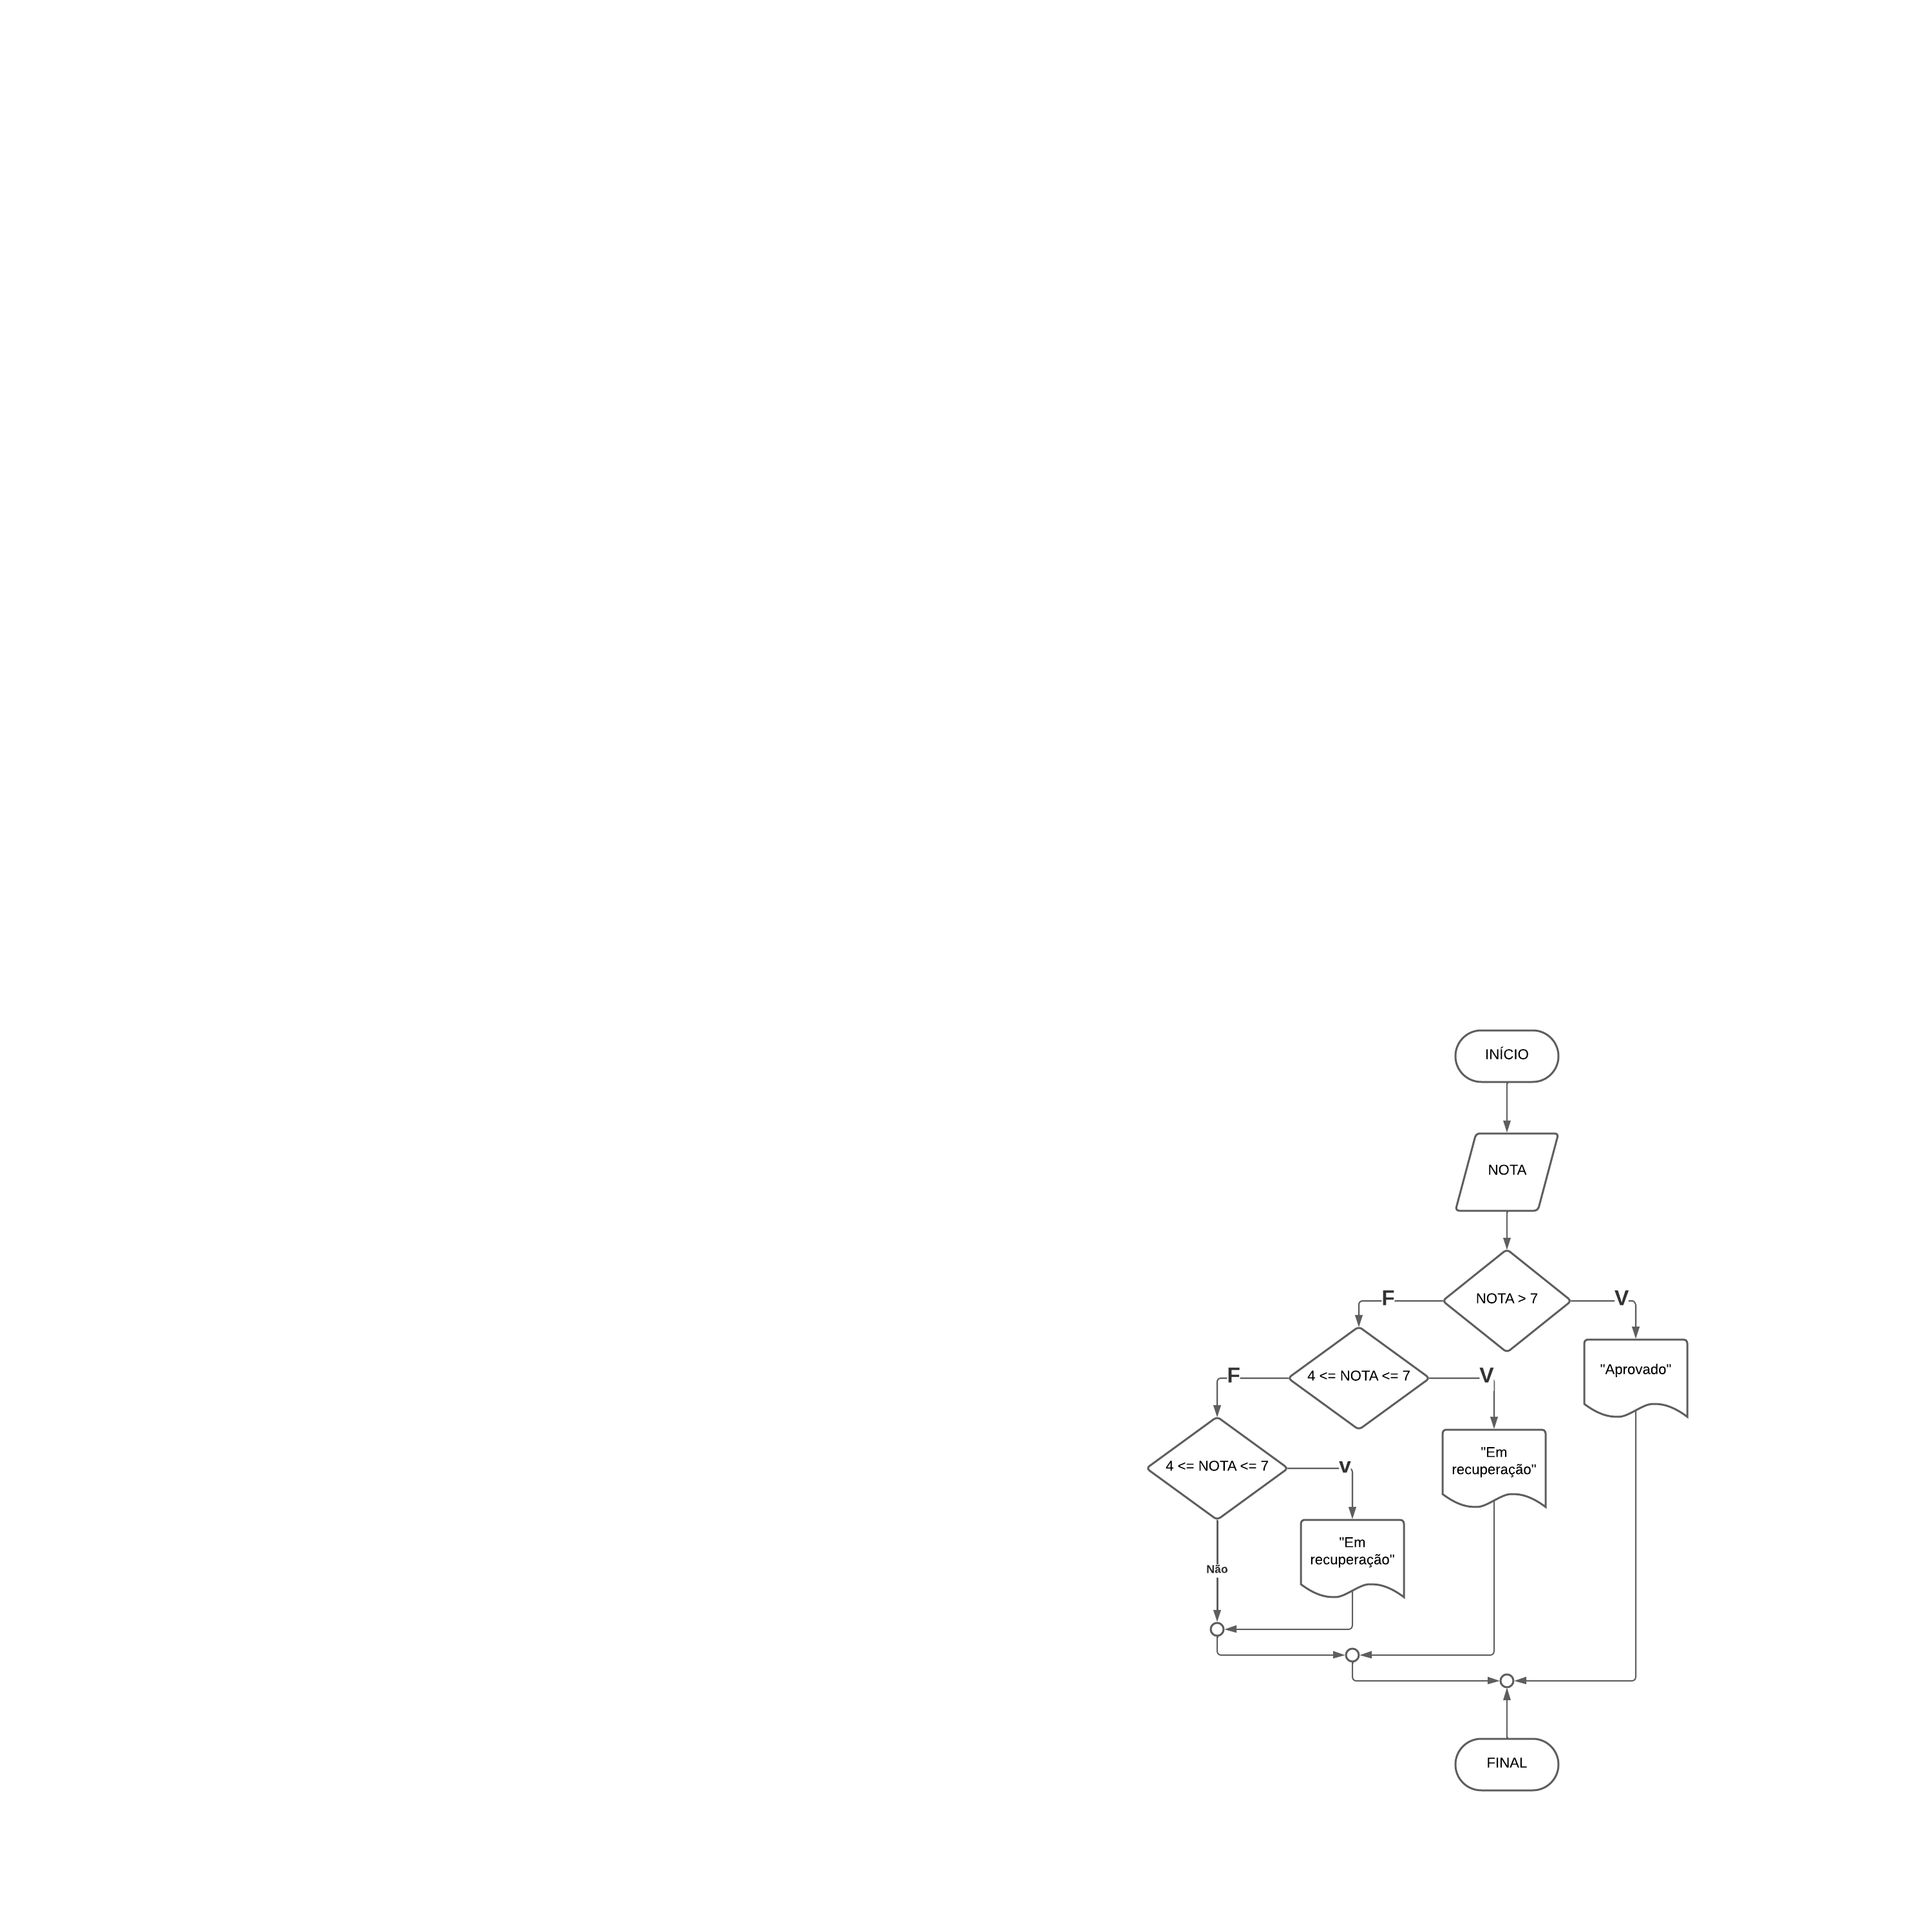 INÍCIO
NOTA
F
NOTA > 7
V
"Aprovado"
F
4 <= NOTA <= 7
V
"Em
recuperação"
4 <= NOTA <= 7
v
"Em
recuperação"
Não
FINAL